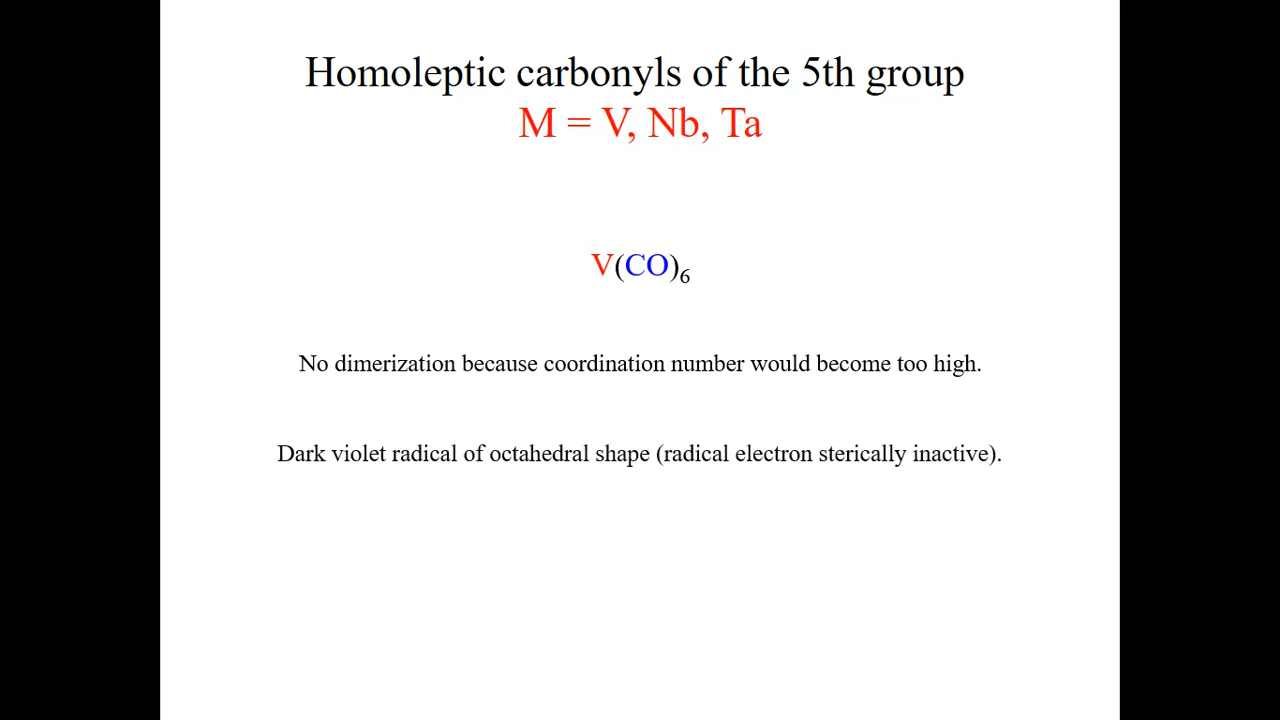 Homoleptic carbonyls of the 5th group
M = V, Nb, Ta
V(CO)₆
No dimerization because coordination number would become too high.
Dark violet radical of octahedral shape (radical electron sterically inactive).